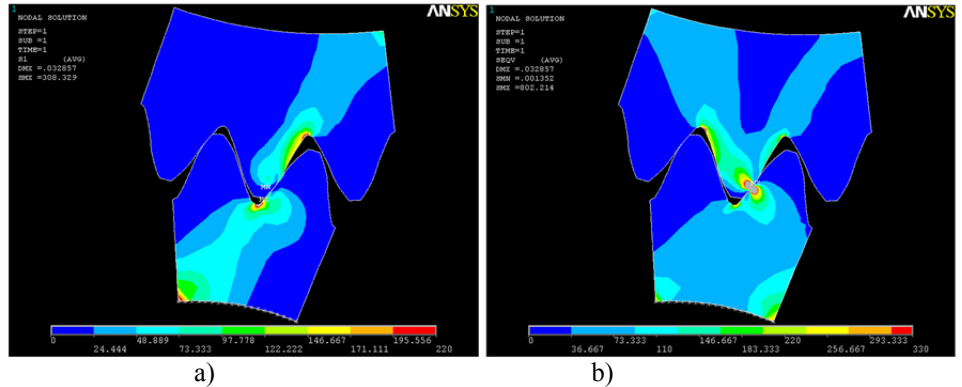 1
ANSYS
NODAL SOLUTION
STEP=1
SUB =1
TIME=1
S1 (AVG)
DMX =.032857
SMX =308.329
MX
0 48.889 97.778 146.667 195.556
24.444 73.333 122.222 171.111 220
a)
1
ANSYS
NODAL SOLUTION
STEP=1
SUB =1
TIME=1
SEQV (AVG)
DMX =.032857
SMN =.001352
SMX =802.214
0 73.333 146.667 220 293.333
36.667 110 183.333 256.667 330
b)